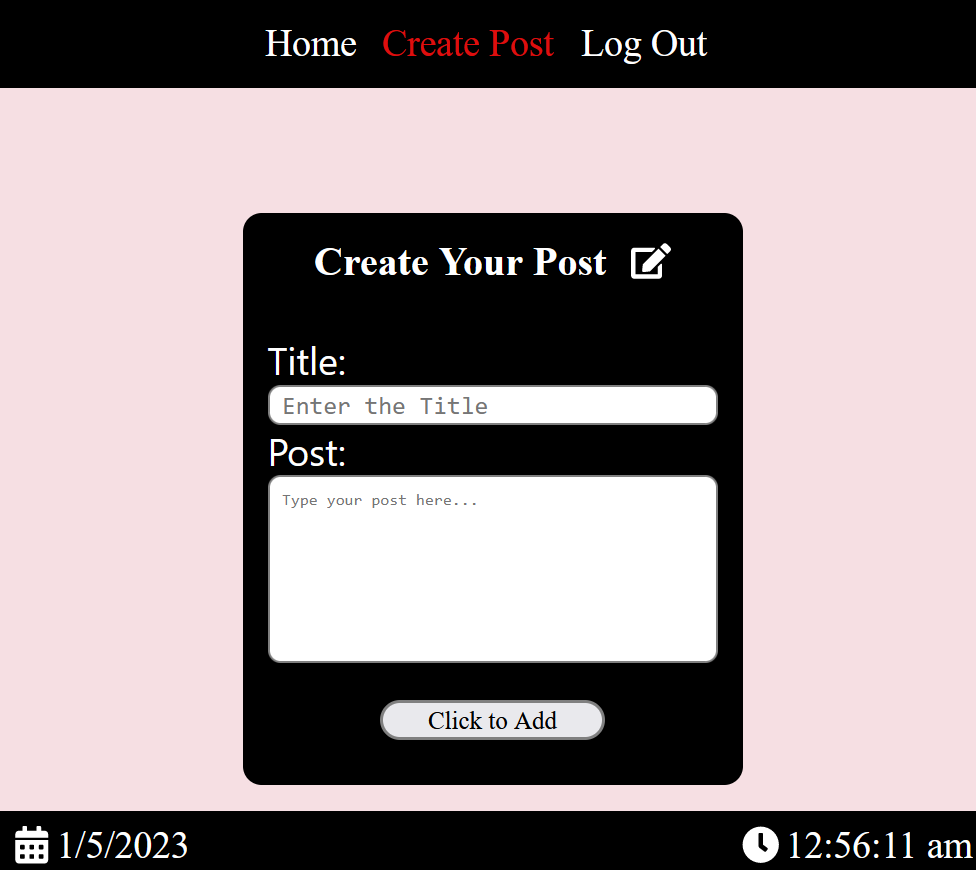 Home Create Post Log Out
Create Your Post
Title:
Enter the Title
Post:
Type your post here...
Click to Add
1/5/2023 12:56:11 am